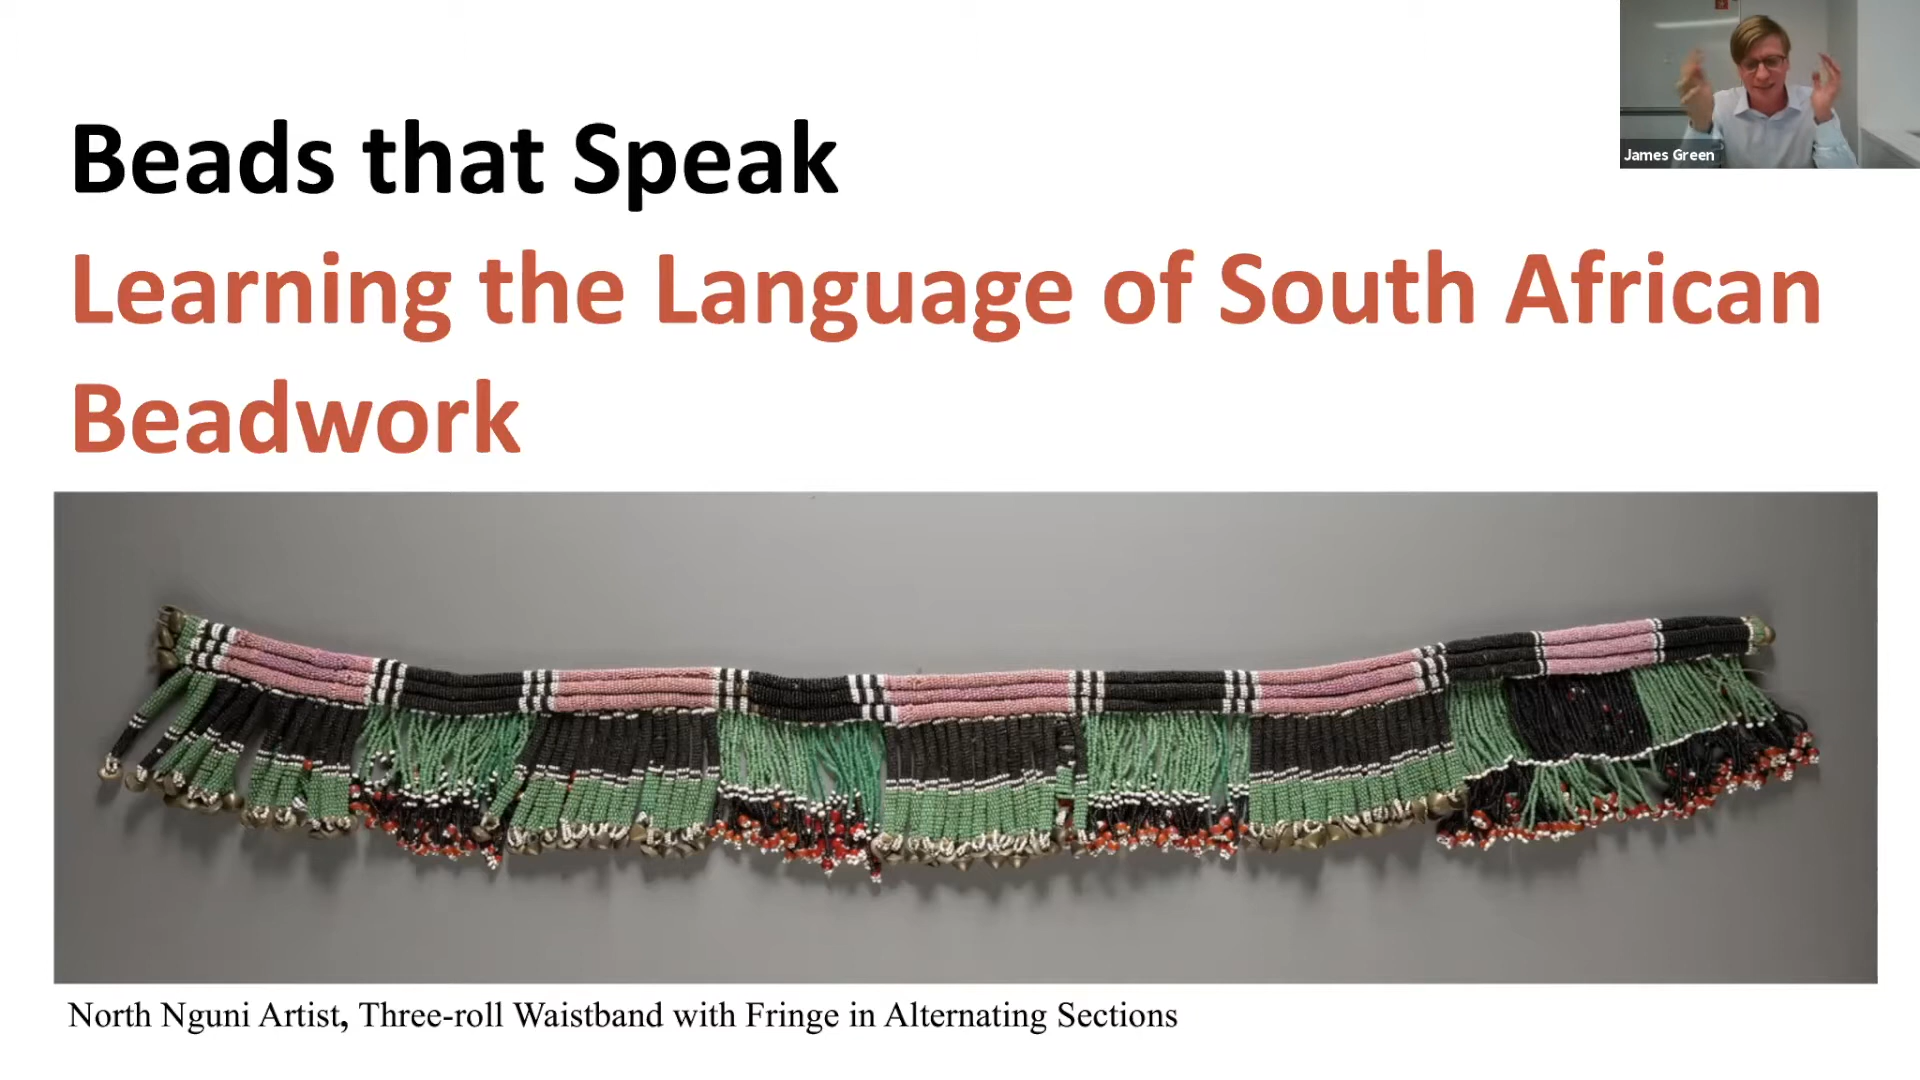 James Green
Beads that Speak
Learning the Language of South African
Beadwork
North Nguni Artist, Three-roll Waistband with Fringe in Alternating Sections